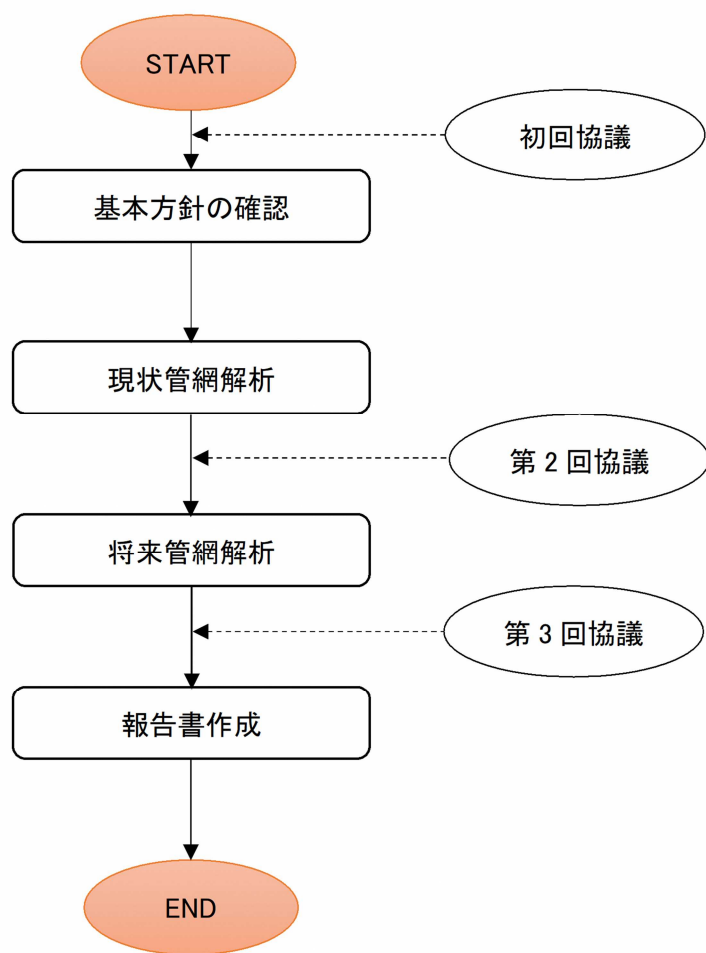 START
初回協議
基本方針の確認
現状管網解析
第2回協議
将来管網解析
第3回協議
報告書作成
END